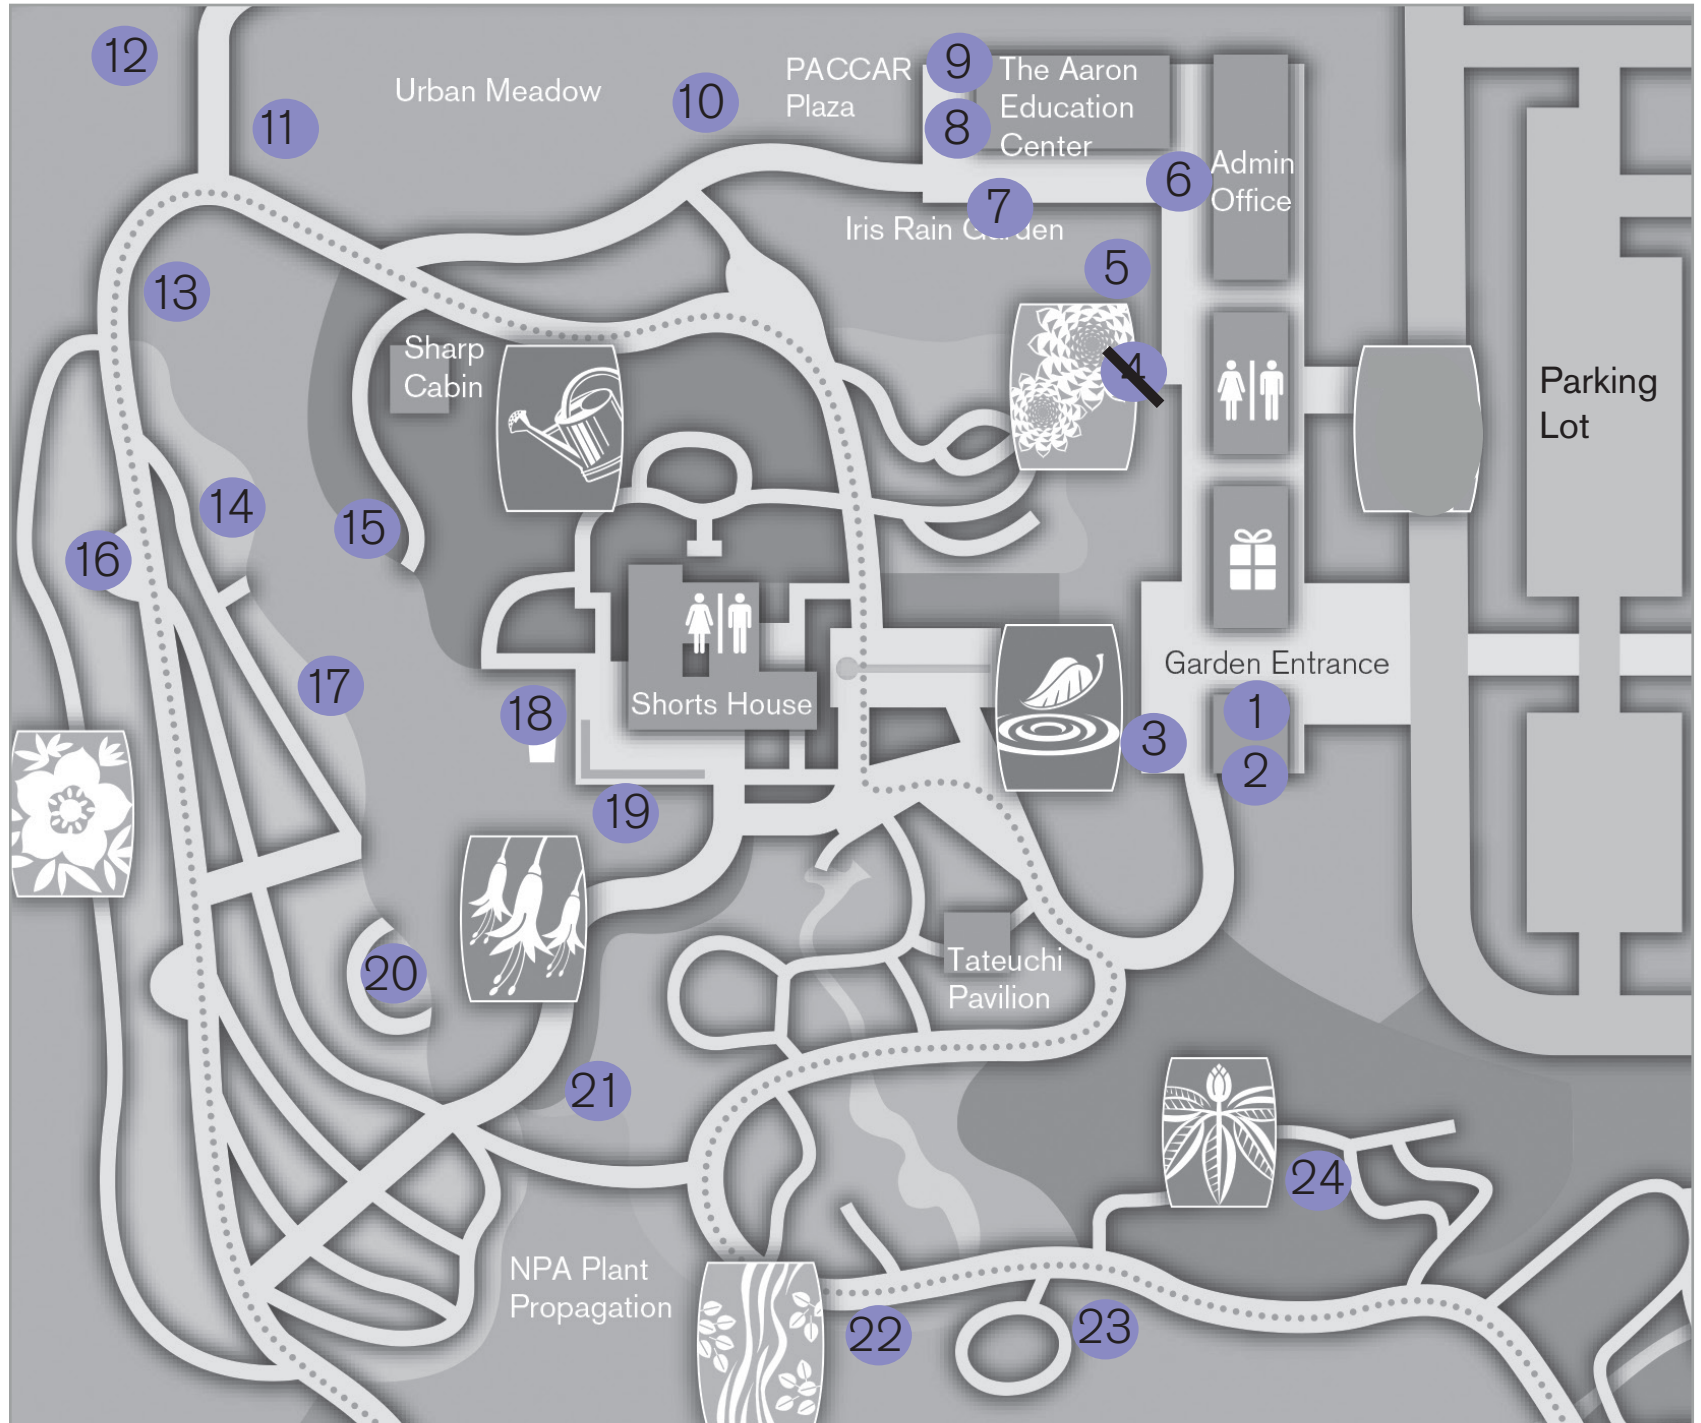 12
Urban Meadow
11
10
PACCAR
Plaza
9
The Aaron
Education
Center
8
6
Admin
Office
7
Iris Rain Garden
5
13
Sharp
Cabin
4
Parking
Lot
14
15
16
17
18
Shorts House
Garden Entrance
1
3
2
19
20
Tateuchi
Pavilion
21
24
NPA Plant
Propagation
22
23